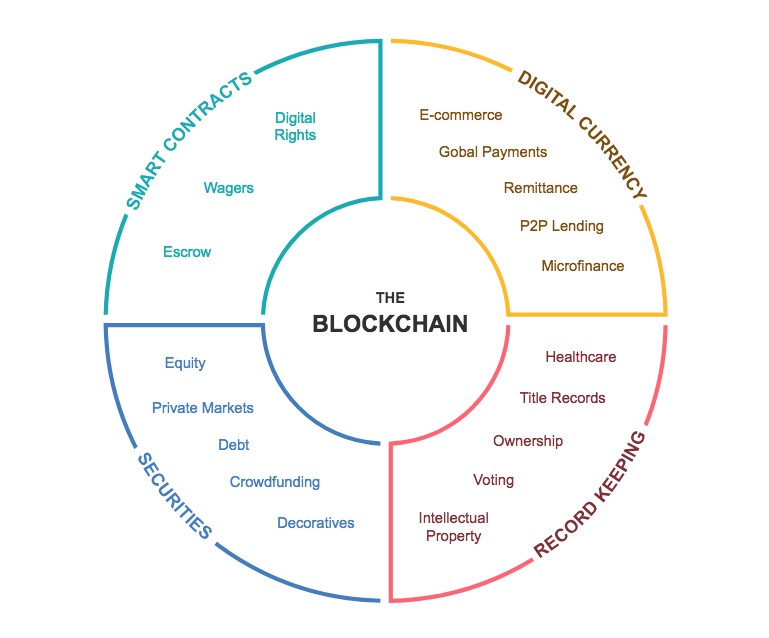 THE
BLOCKCHAIN
SMART CONTRACTS
Digital
Rights
Wagers
Escrow
DIGITAL CURRENCY
E-commerce
Gobal Payments
Remittance
P2P Lending
Microfinance
SECURITIES
Equity
Private Markets
Debt
Crowdfunding
Decoratives
RECORD KEEPING
Healthcare
Title Records
Ownership
Voting
Intellectual
Property